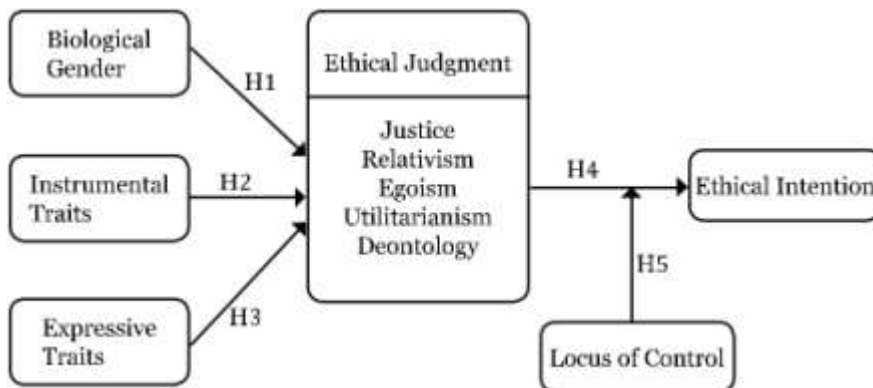 Biological
Gender
H1
Instrumental
Traits
H2
Expressive
Traits
H3
Ethical Judgment
Justice
Relativism
Egoism
Utilitarianism
Deontology
H4
Ethical Intention
H5
Locus of Control